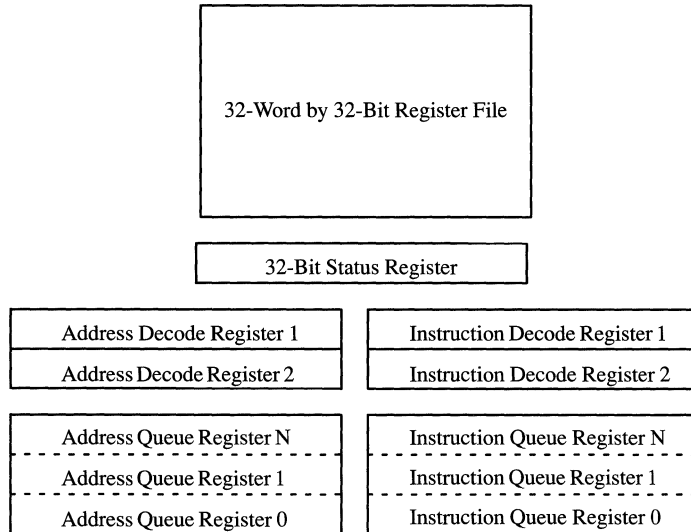 32-Word by 32-Bit Register File
32-Bit Status Register
Address Decode Register 1
Address Decode Register 2
Instruction Decode Register 1
Instruction Decode Register 2
Address Queue Register N
Address Queue Register 1
Address Queue Register 0
Instruction Queue Register N
Instruction Queue Register 1
Instruction Queue Register 0